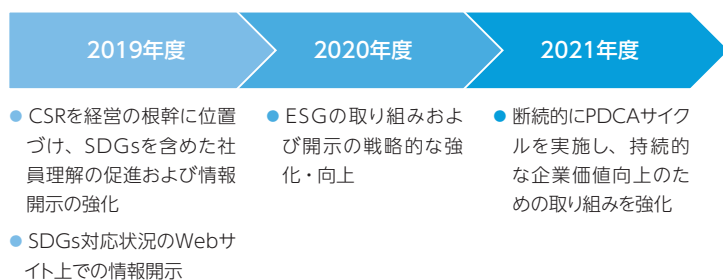 2019年度
2020年度
2021年度
● CSRを経営の根幹に位置
づけ、SDGsを含めた社
員理解の促進および情報
開示の強化
● SDGs対応状況のWebサ
イト上での情報開示
● ESGの取り組みおよ
び開示の戦略的な強
化・向上
● 断続的にPDCAサイク
ルを実施し、持続的
な企業価値向上のた
めの取り組みを強化